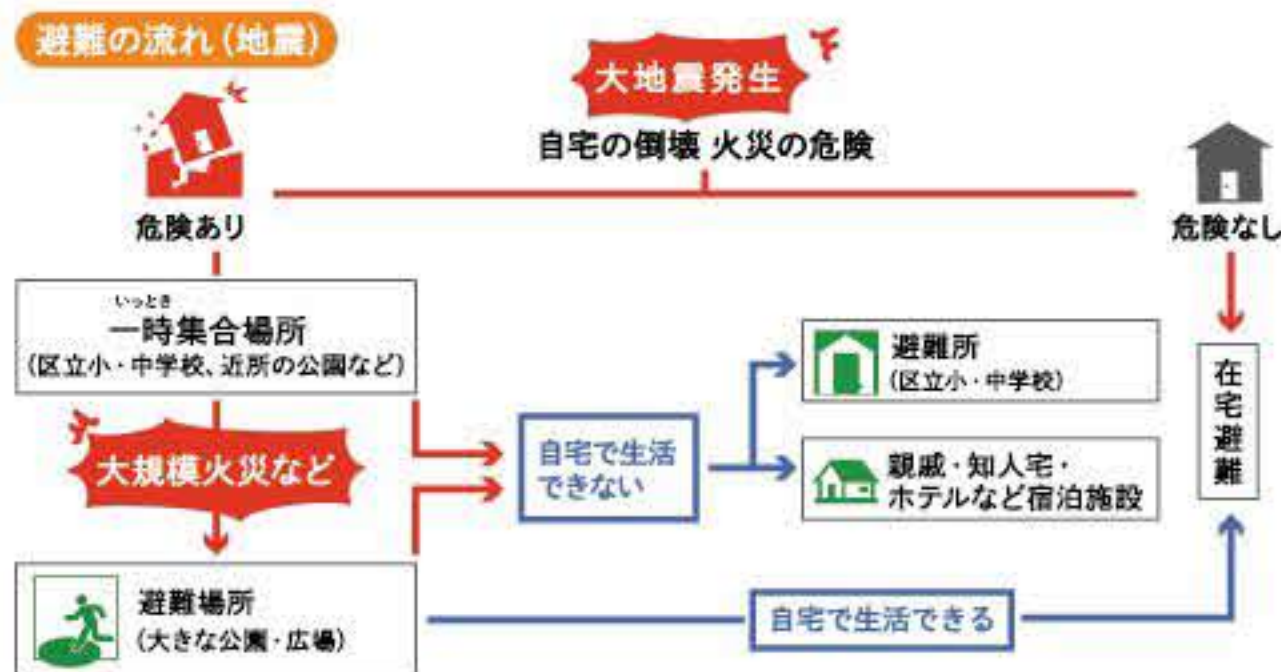 避難の流れ(地震)
大地震発生
自宅の倒壊 火災の危険
危険あり
危険なし
いっとき
一時集合場所
(区立小・中学校、近所の公園など)
大規模火災など
避難場所
(大きな公園・広場)
自宅で生活
できない
避難所
(区立小・中学校)
親戚・知人宅・
ホテルなど宿泊施設
自宅で生活できる
在宅避難